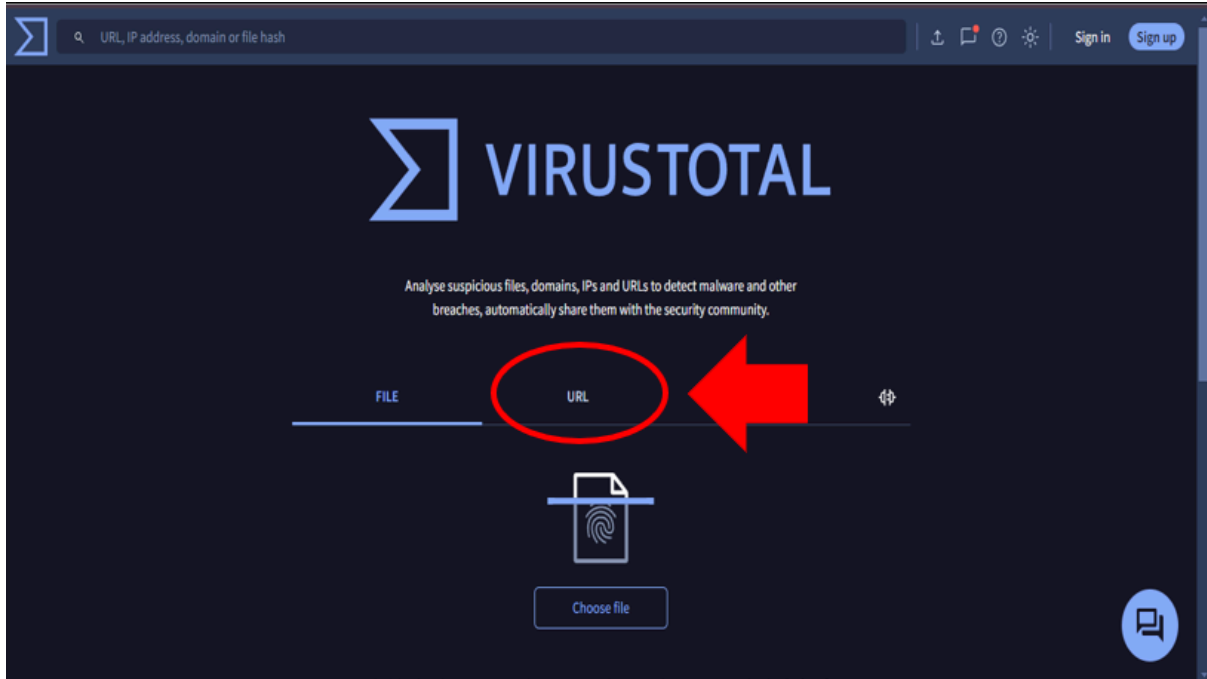 URL, IP address, domain or file hash
Sign in
Sign up
VIRUSTOTAL
Analyse suspicious files, domains, IPs and URLs to detect malware and other
breaches, automatically share them with the security community.
FILE
URL
Choose file